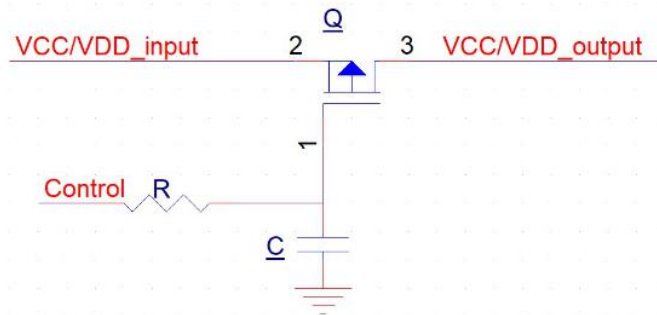 Q
VCC/VDD_input 2 3 VCC/VDD_output
1
Control R
C